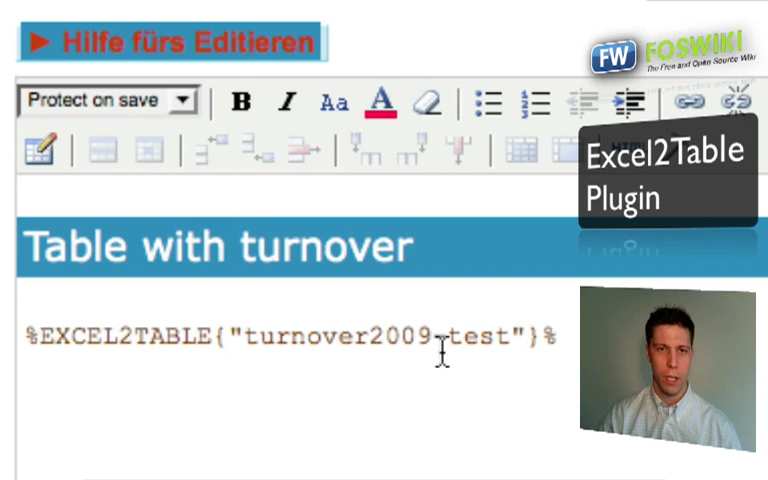 ► Hilfe fürs Editieren
FW FOSWIKI
The Free and Open Source Wiki
Protect on save
B I Aa A
Excel2Table
Plugin
Table with turnover
%EXCEL2TABLE{"turnover2009-test"}%